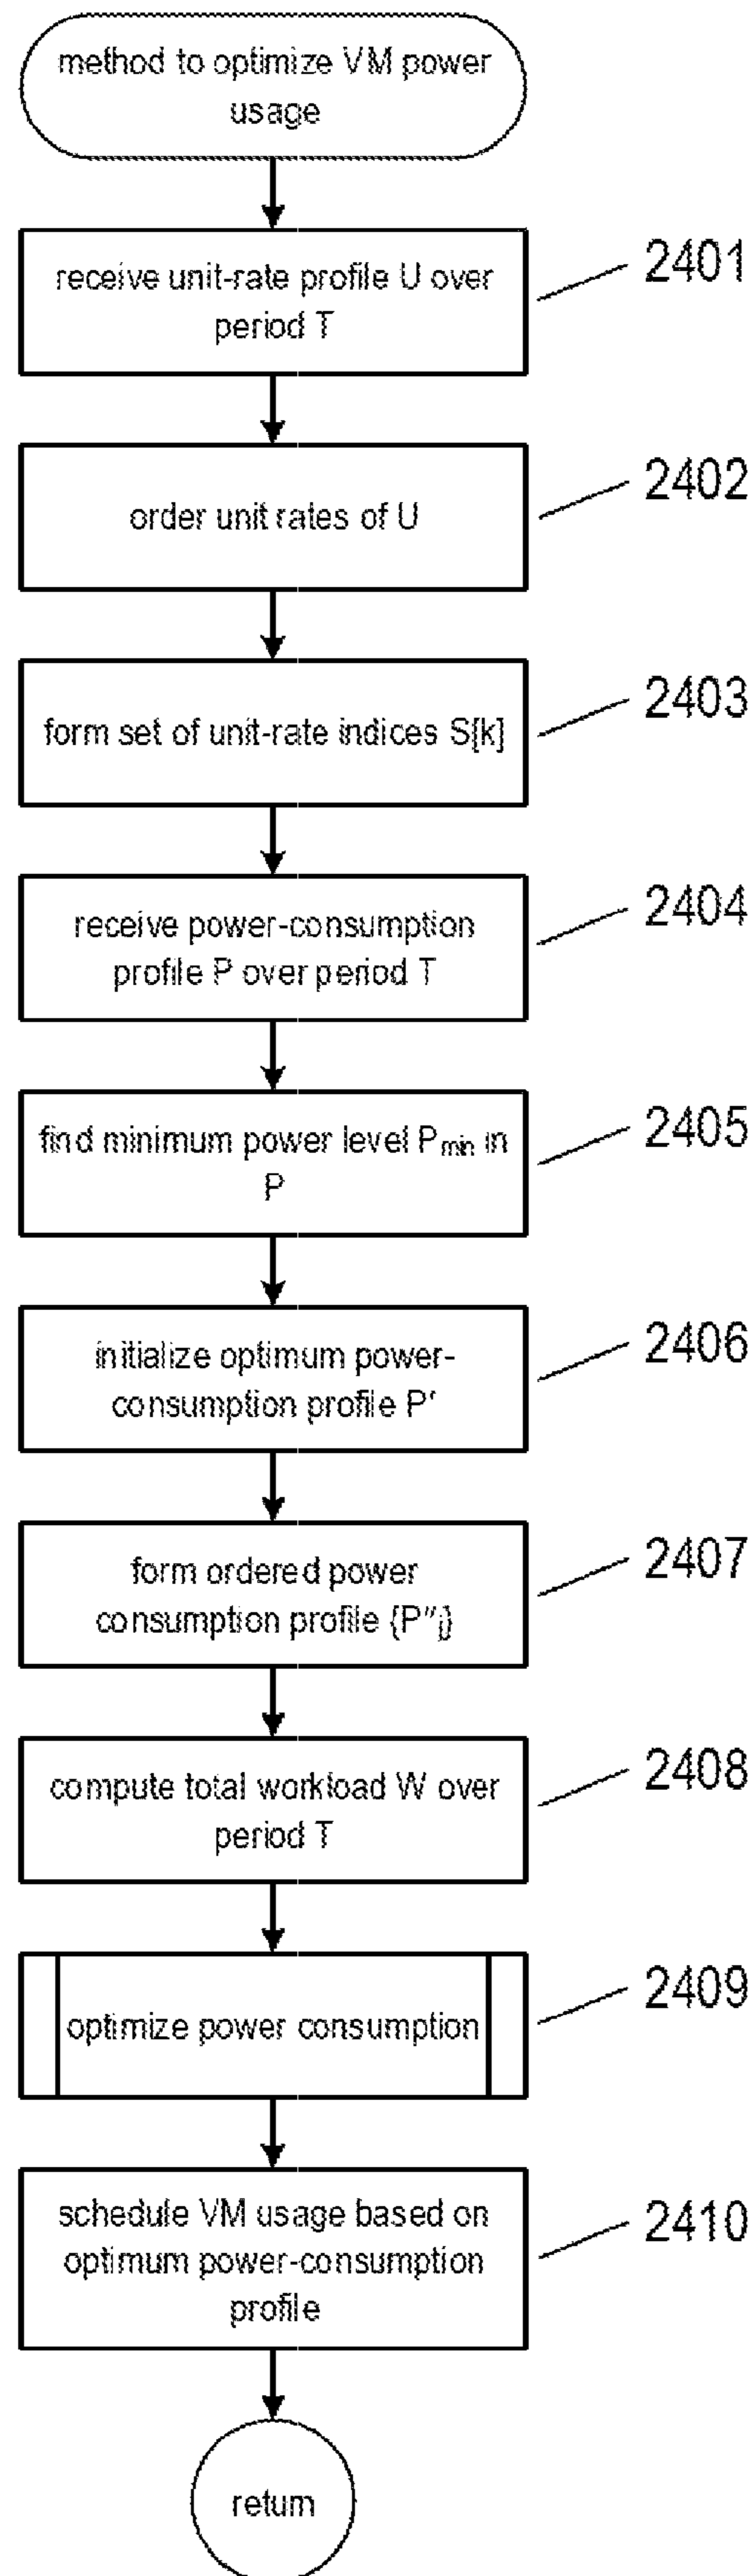 method to optimize VM power
usage
receive unit-rate profile U over
period T
2401
order unit rates of U
2402
form set of unit-rate indices S[k]
2403
receive power-consumption
profile P over period T
2404
find minimum power level Pmin in
P
2405
initialize optimum power-
consumption profile P'
2406
form ordered power
consumption profile {P″j}
2407
compute total workload W over
period T
2408
optimize power consumption
2409
schedule VM usage based on
optimum power-consumption
profile
2410
return